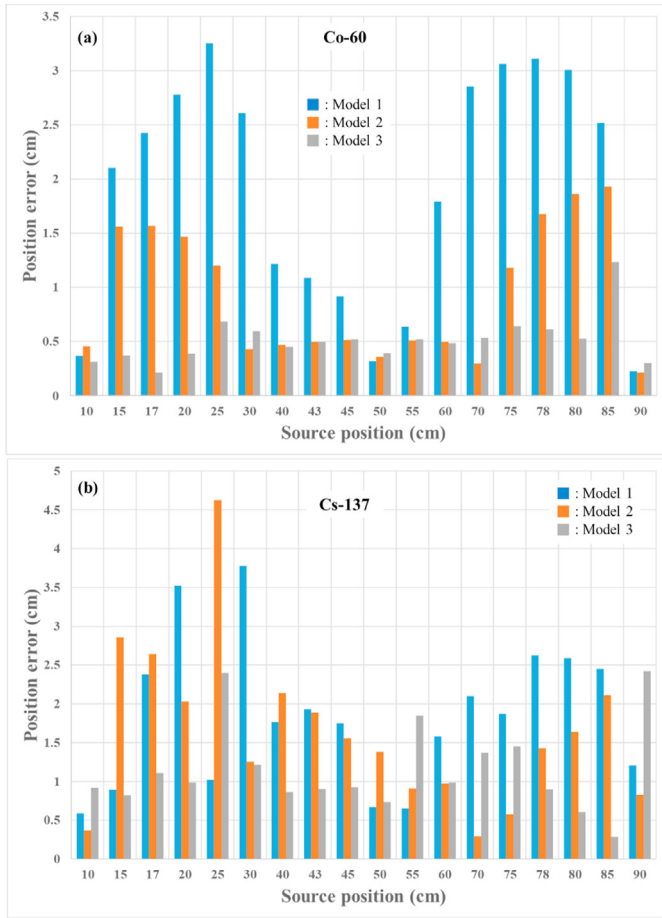 (a)
Co-60
: Model 1
: Model 2
: Model 3
Position error (cm)
3.5
3
2.5
2
1.5
1
0.5
0
10 15 17 20 25 30 40 43 45 50 55 60 70 75 78 80 85 90
Source position (cm)
(b)
Cs-137
: Model 1
: Model 2
: Model 3
Position error (cm)
5
4.5
4
3.5
3
2.5
2
1.5
1
0.5
0
10 15 17 20 25 30 40 43 45 50 55 60 70 75 78 80 85 90
Source position (cm)